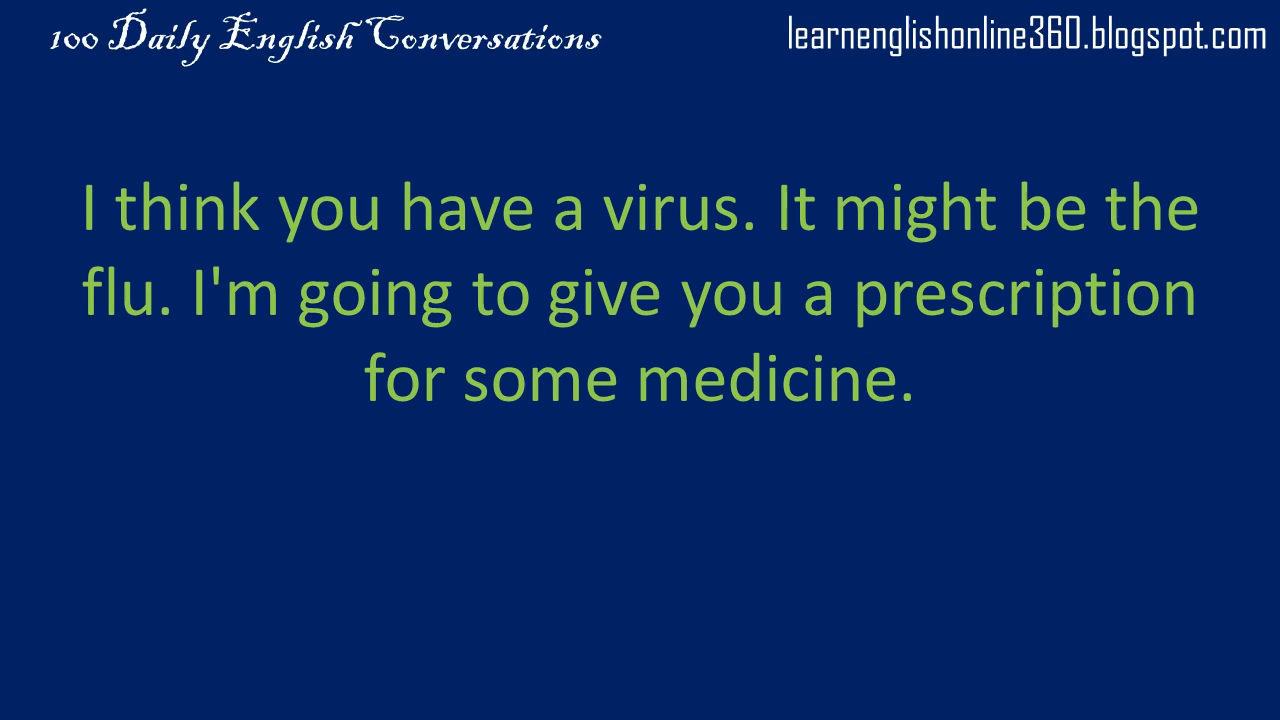 100 Daily English Conversations
learnenglishonline360.blogspot.com
I think you have a virus. It might be the
flu. I'm going to give you a prescription
for some medicine.